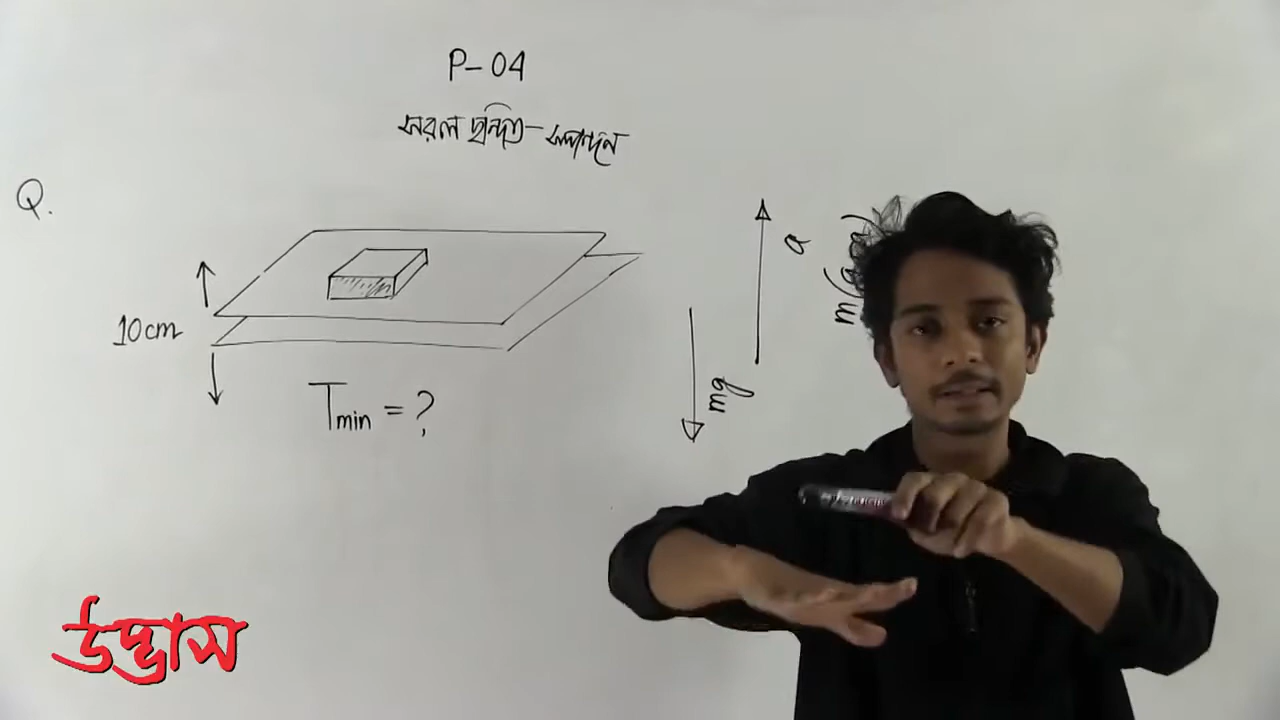 P-04
সরল ছন্দিত-স্পন্দন
Q.
10cm
Tmin = ?
mg
a
উদ্ভাস